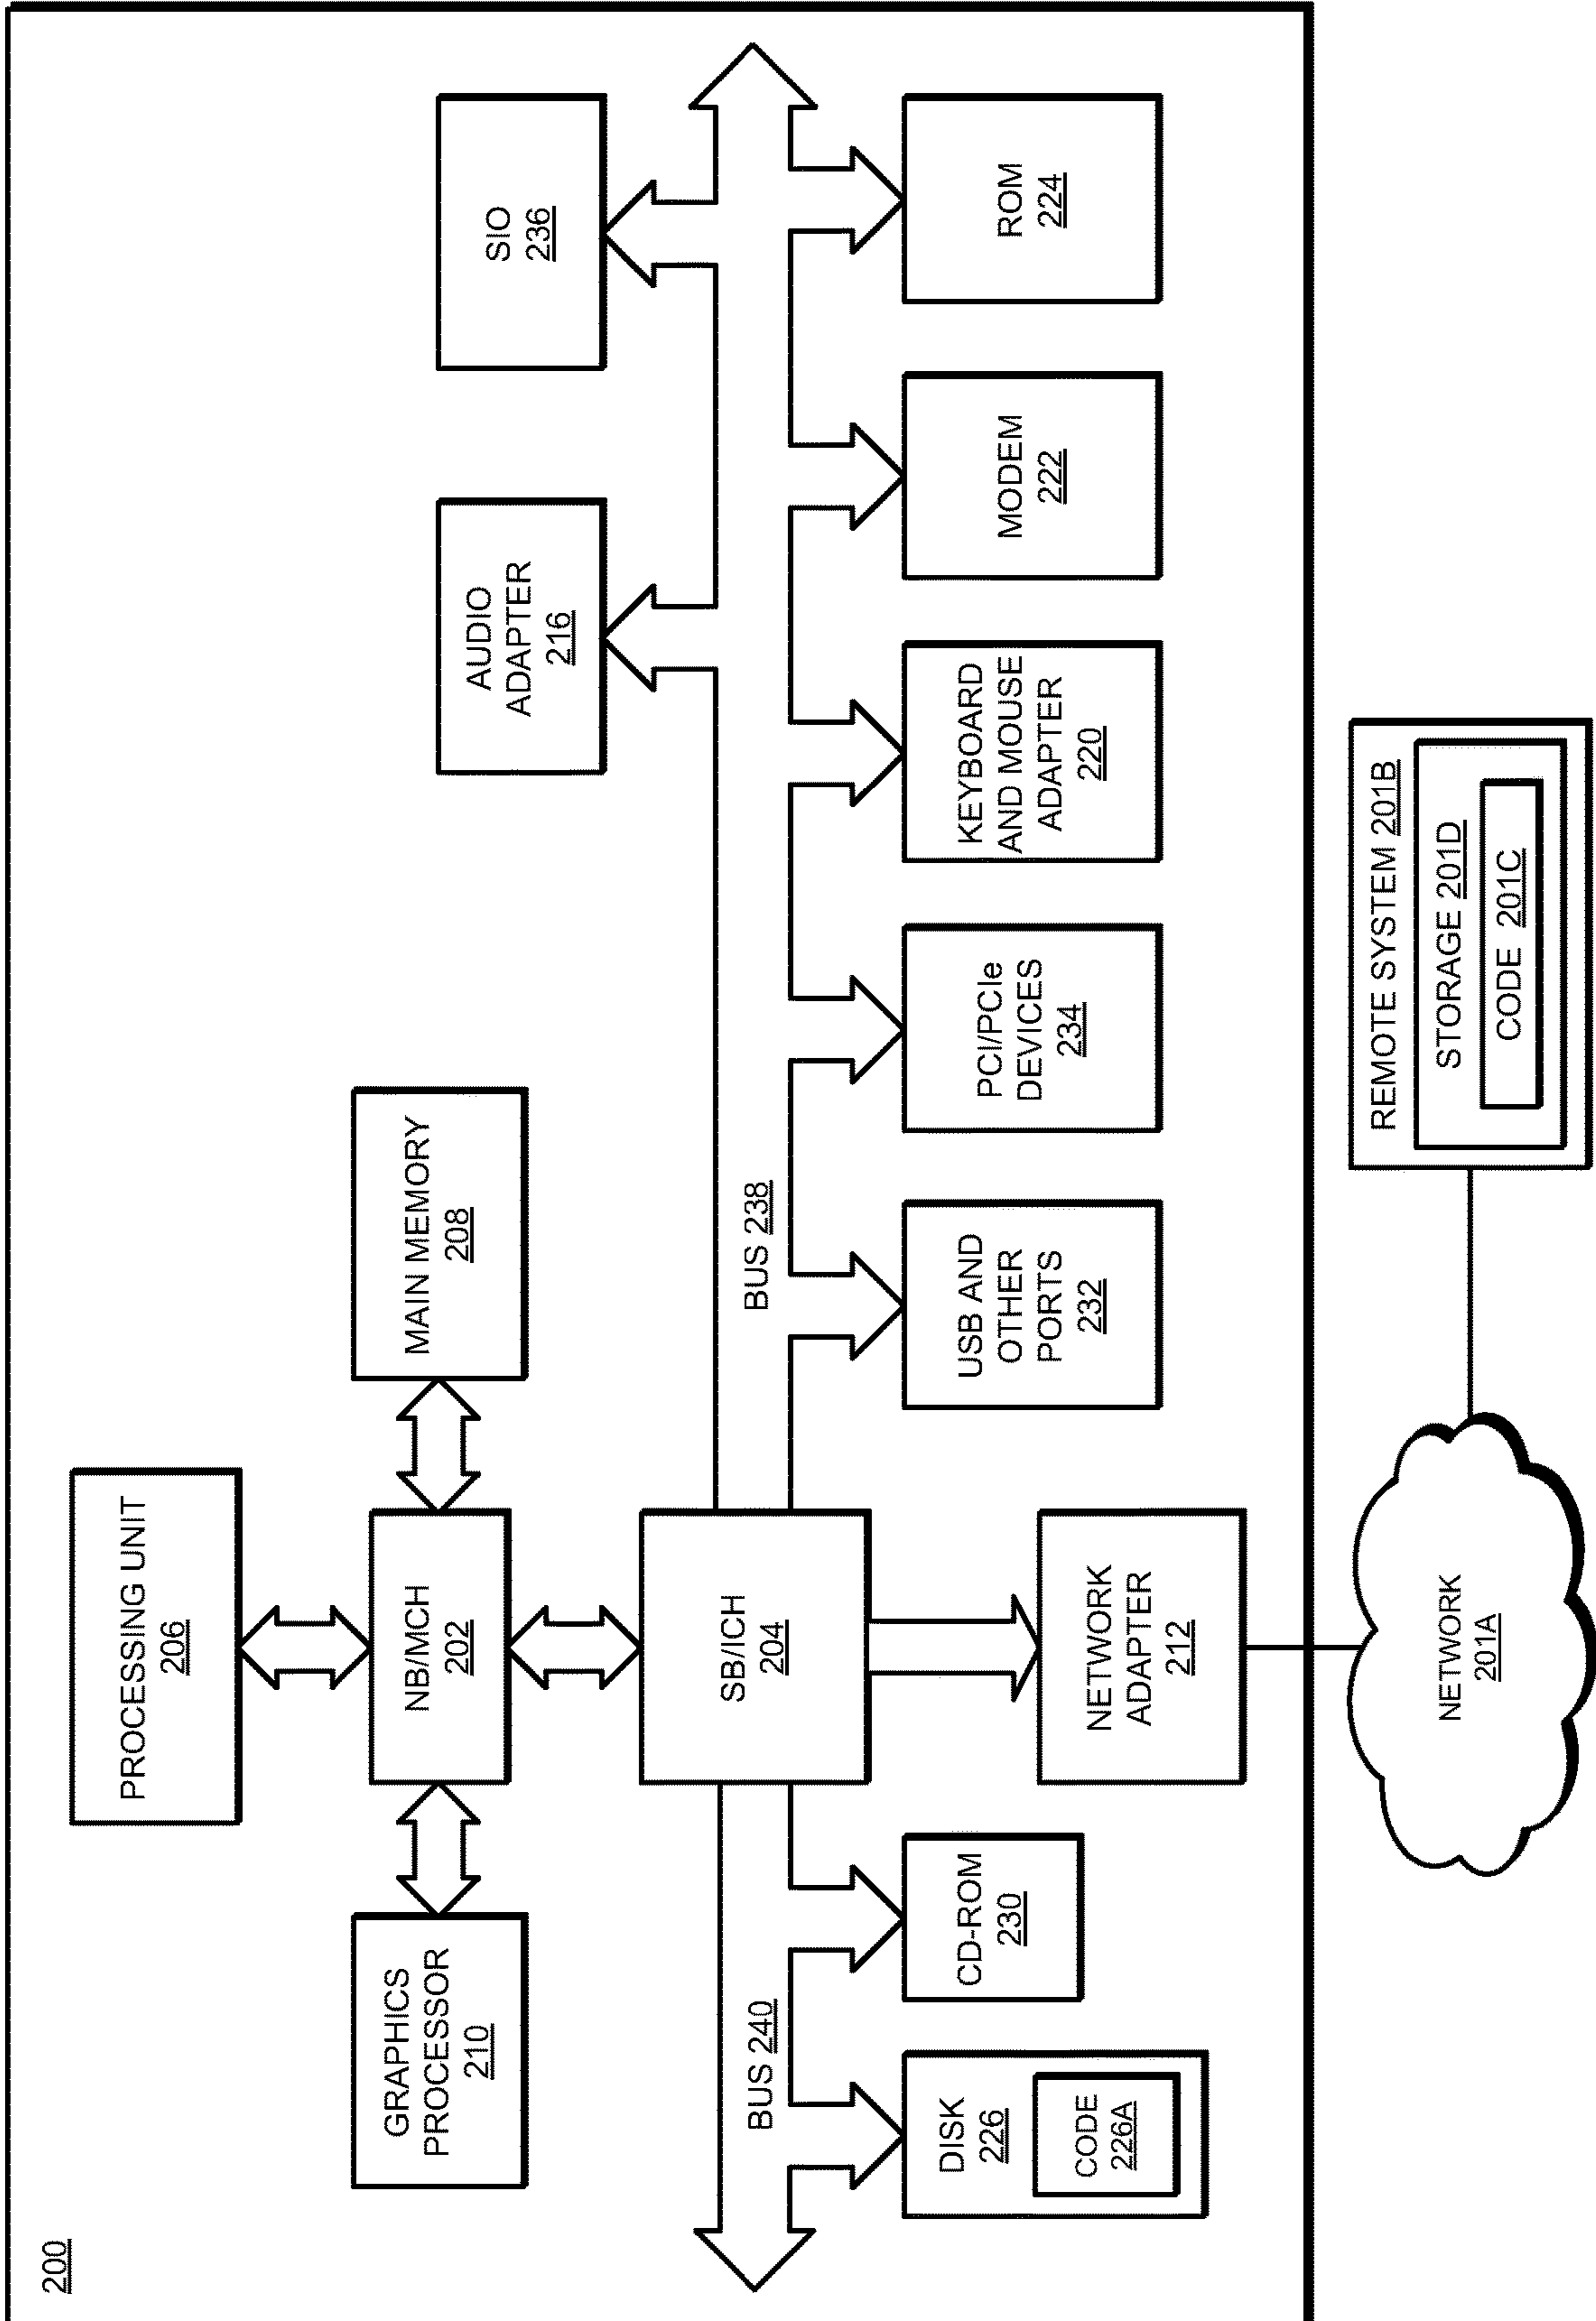 200
PROCESSING UNIT
206
GRAPHICS
PROCESSOR
210
NB/MCH
202
MAIN MEMORY
208
AUDIO
ADAPTER
216
SIO
236
SB/ICH
204
BUS 240
BUS 238
DISK
226
CODE
226A
CD-ROM
230
USB AND
OTHER
PORTS
232
PCI/PCIe
DEVICES
234
KEYBOARD
AND MOUSE
ADAPTER
220
MODEM
222
ROM
224
NETWORK
ADAPTER
212
NETWORK
201A
REMOTE SYSTEM 201B
STORAGE 201D
CODE 201C